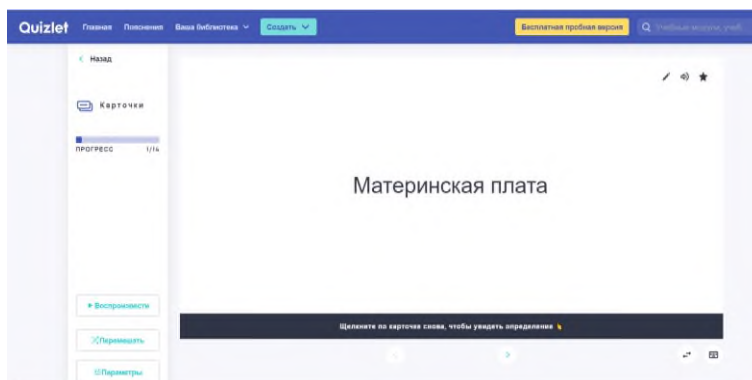 Quizlet Главная Пояснения Ваша библиотека Создать Бесплатная пробная версия
Назад
Карточки
ПРОГРЕСС 1/16
Материнская плата
Воспроизвести
Щелкните по карточке снова, чтобы увидеть определение
Перемешать
Параметры